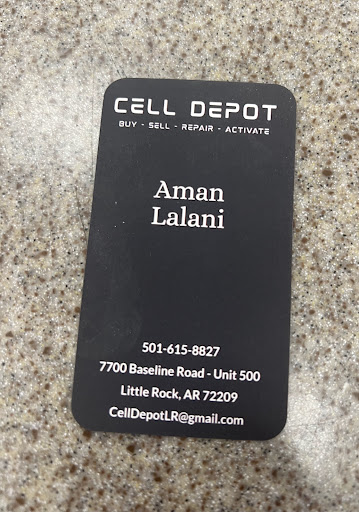 CELL DEPOT
BUY - SELL - REPAIR - ACTIVATE
Aman
Lalani
501-615-8827
7700 Baseline Road - Unit 500
Little Rock, AR 72209
CellDepotLR@gmail.com